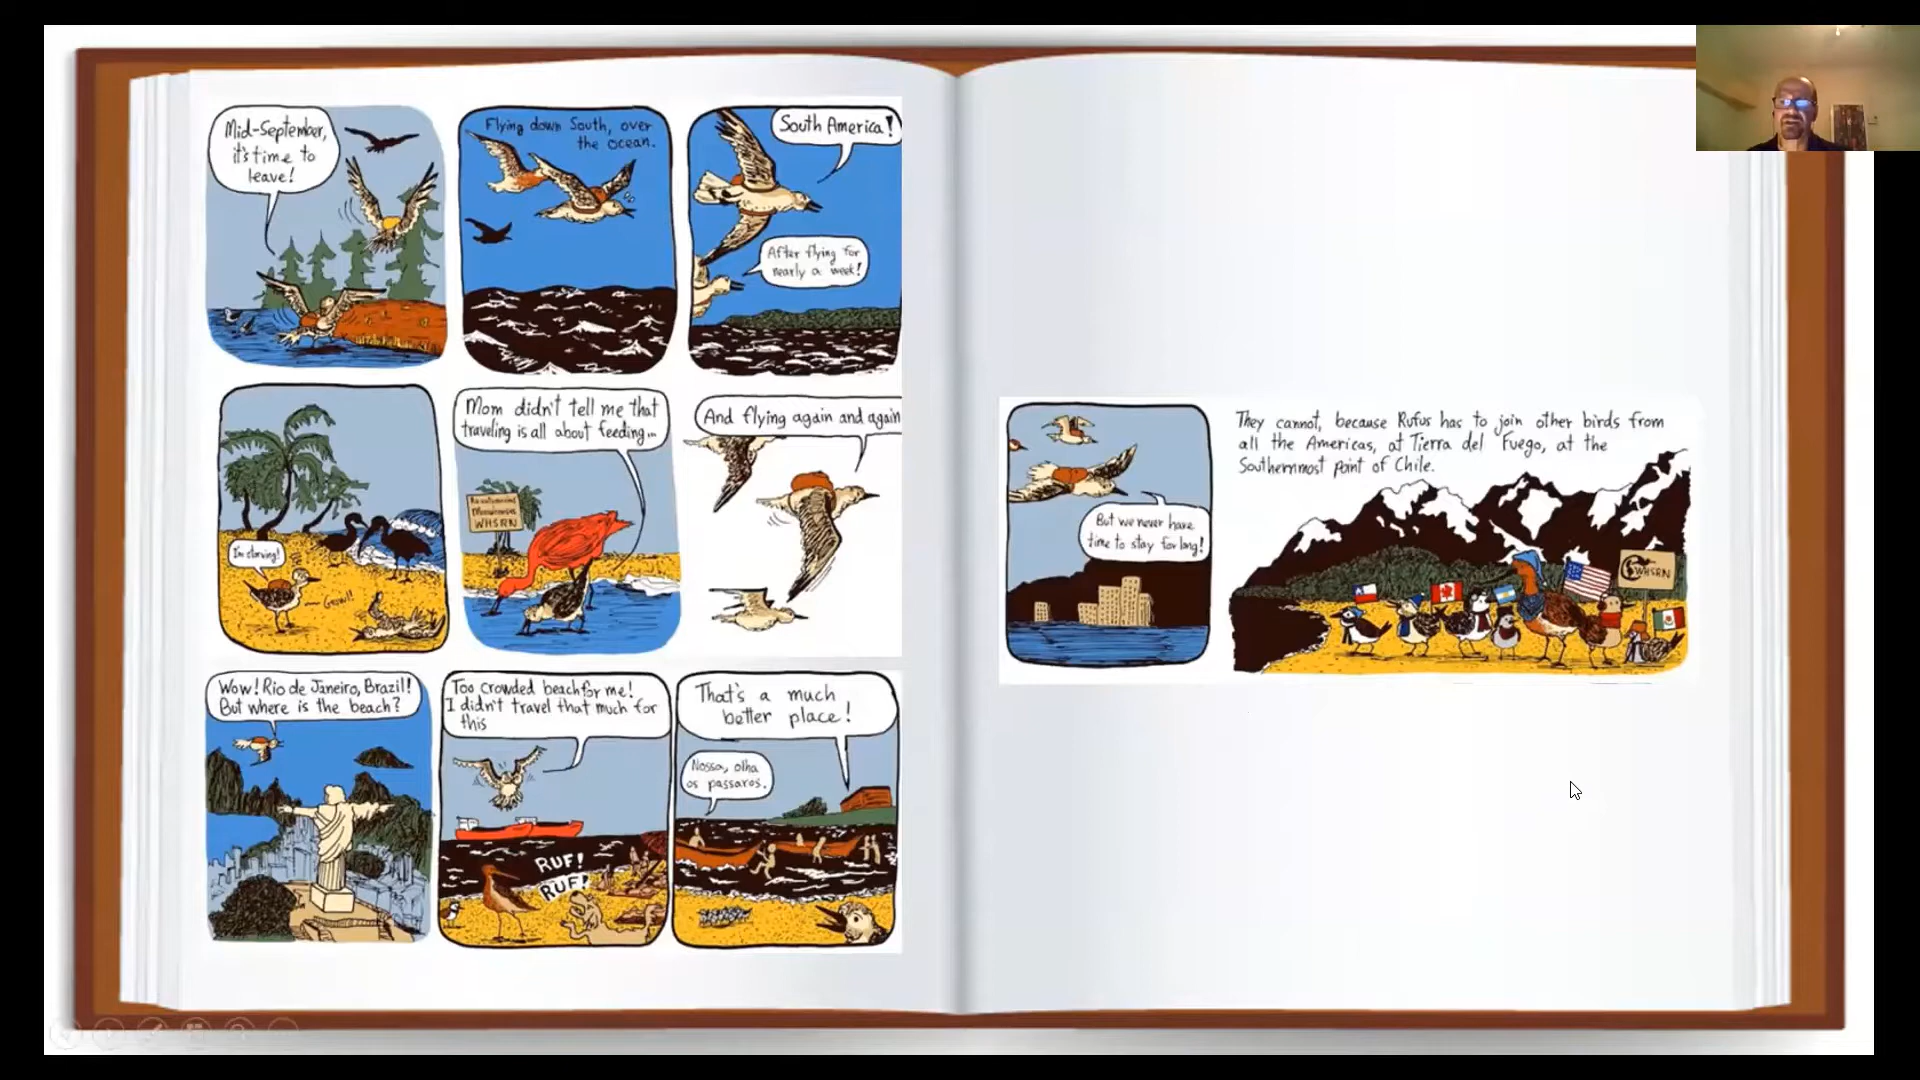 Mid-September,
it's time to
leave!
Flying down South, over
the ocean.
South America!
After flying for
nearly a week!
I'm starving!
Growl!
Mom didn't tell me that
traveling is all about feeding...
WHSRN
And flying again and again
Wow! Rio de Janeiro, Brazil!
But where is the beach?
Too crowded beach for me!
I didn't travel that much for
this
RUF!
RUF!
That's a much
better place!
Nossa, olha
os passaros.
But we never have
time to stay for long!
They cannot, because Rufus has to join other birds from
all the Americas, at Tierra del Fuego, at the
Southernmost point of Chile.
WHSRN